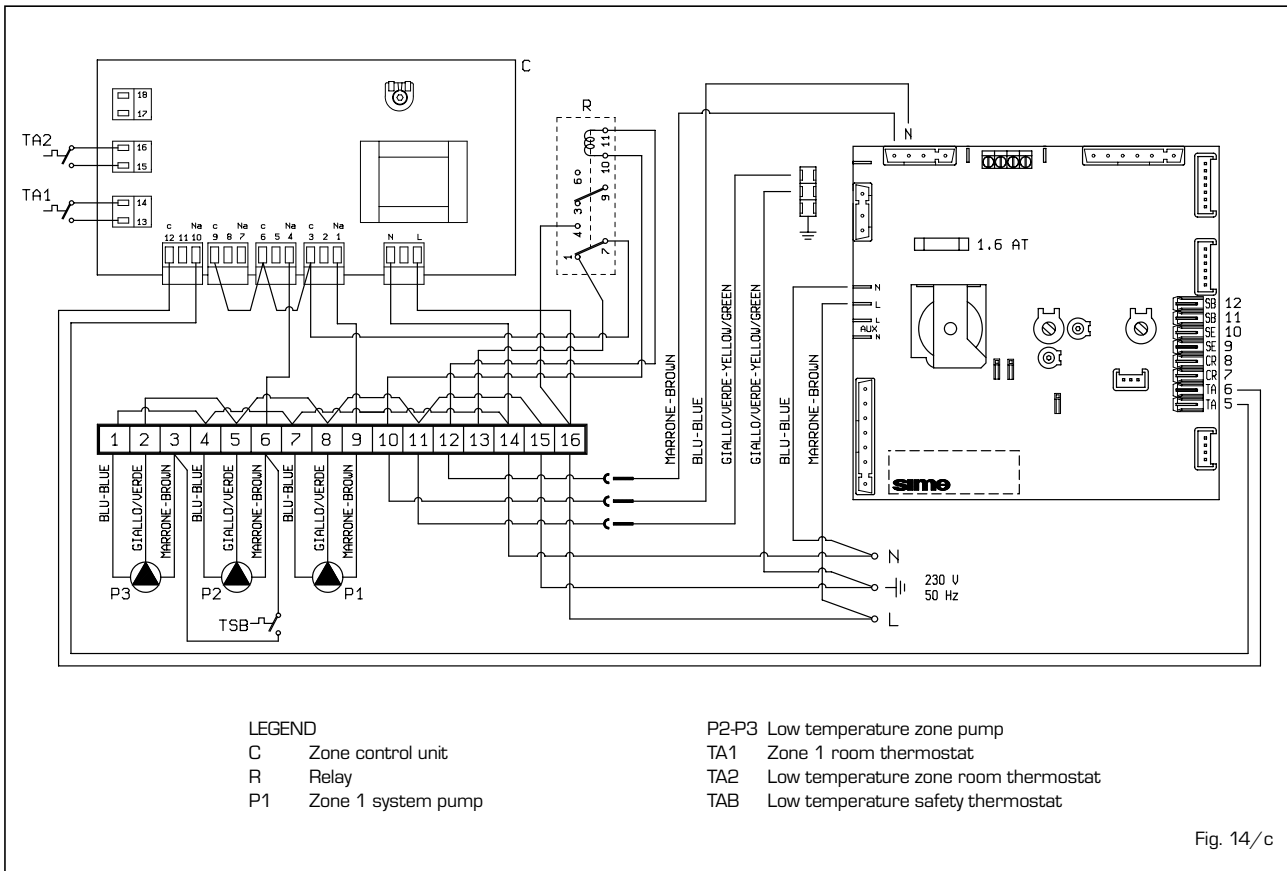 C
18
17
TA2
16
15
TA1
14
13
C Na C Na C Na C Na
12 11 10 9 8 7 6 5 4 3 2 1
N L
R
11
10
6
9
3
4
7
1
N
1.6 AT
N
L
L
AUX
N
SB 12
SB 11
SE 10
SE 9
CR 8
CR 7
TA 6
TA 5
sime
MARRONE-BROWN
BLU-BLUE
GIALLO/VERDE-YELLOW/GREEN
GIALLO/VERDE-YELLOW/GREEN
BLU-BLUE
MARRONE-BROWN
1 2 3 4 5 6 7 8 9 10 11 12 13 14 15 16
BLU-BLUE
GIALLO/VERDE
MARRONE-BROWN
BLU-BLUE
GIALLO/VERDE
MARRONE-BROWN
BLU-BLUE
GIALLO/VERDE
MARRONE-BROWN
P3 P2 P1
TSB
N
230 V
50 Hz
L
LEGEND
C Zone control unit
R Relay
P1 Zone 1 system pump
P2-P3 Low temperature zone pump
TA1 Zone 1 room thermostat
TA2 Low temperature zone room thermostat
TAB Low temperature safety thermostat
Fig. 14/c